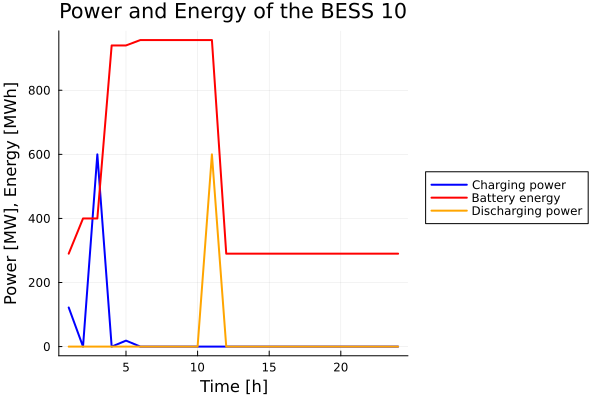 Power and Energy of the BESS 10
Power [MW], Energy [MWh]
800
600
400
200
0
5
10
15
20
Time [h]
Charging power
Battery energy
Discharging power